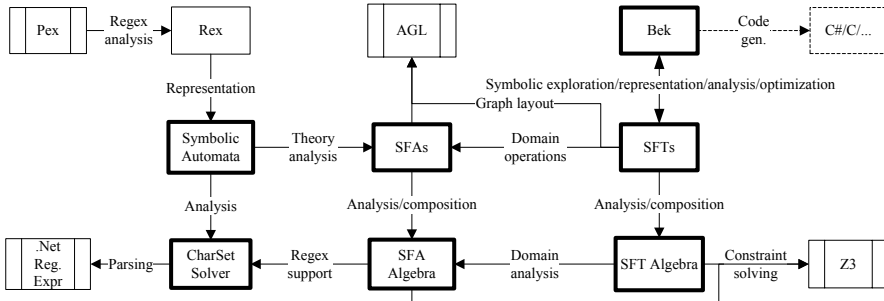 Pex
Regex
analysis
Rex
AGL
Bek
Code
gen.
C#/C/...
Representation
Symbolic exploration/representation/analysis/optimization
Graph layout
Symbolic
Automata
Theory
analysis
SFAs
Domain
operations
SFTs
Analysis
Analysis/composition
Analysis/composition
.Net
Reg.
Expr
Parsing
CharSet
Solver
Regex
support
SFA
Algebra
Domain
analysis
SFT Algebra
Constraint
solving
Z3